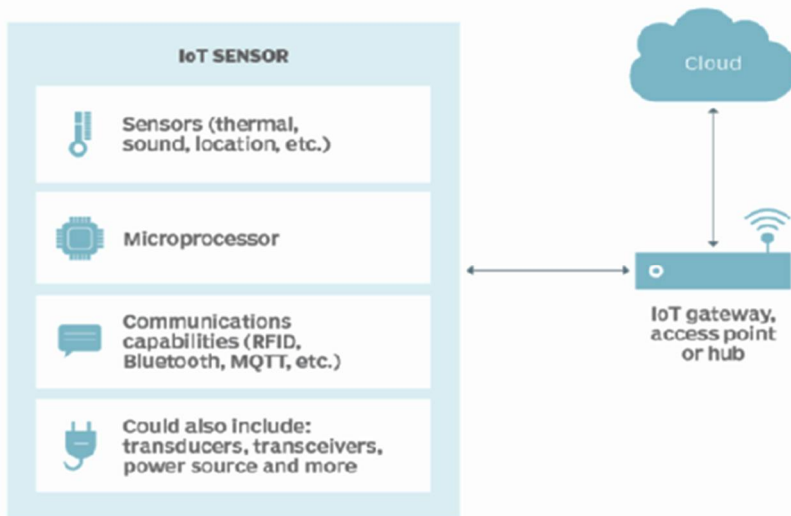 IoT SENSOR
Sensors (thermal,
sound, location, etc.)
Microprocessor
Communications
capabilities (RFID,
Bluetooth, MQTT, etc.)
Could also include:
transducers, transceivers,
power source and more
Cloud
IoT gateway,
access point
or hub